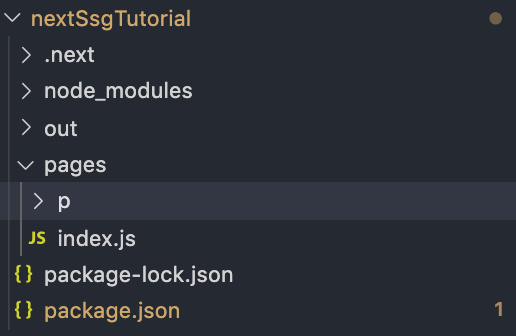 nextSsgTutorial
.next
node_modules
out
pages
p
JS index.js
{} package-lock.json
{} package.json 1